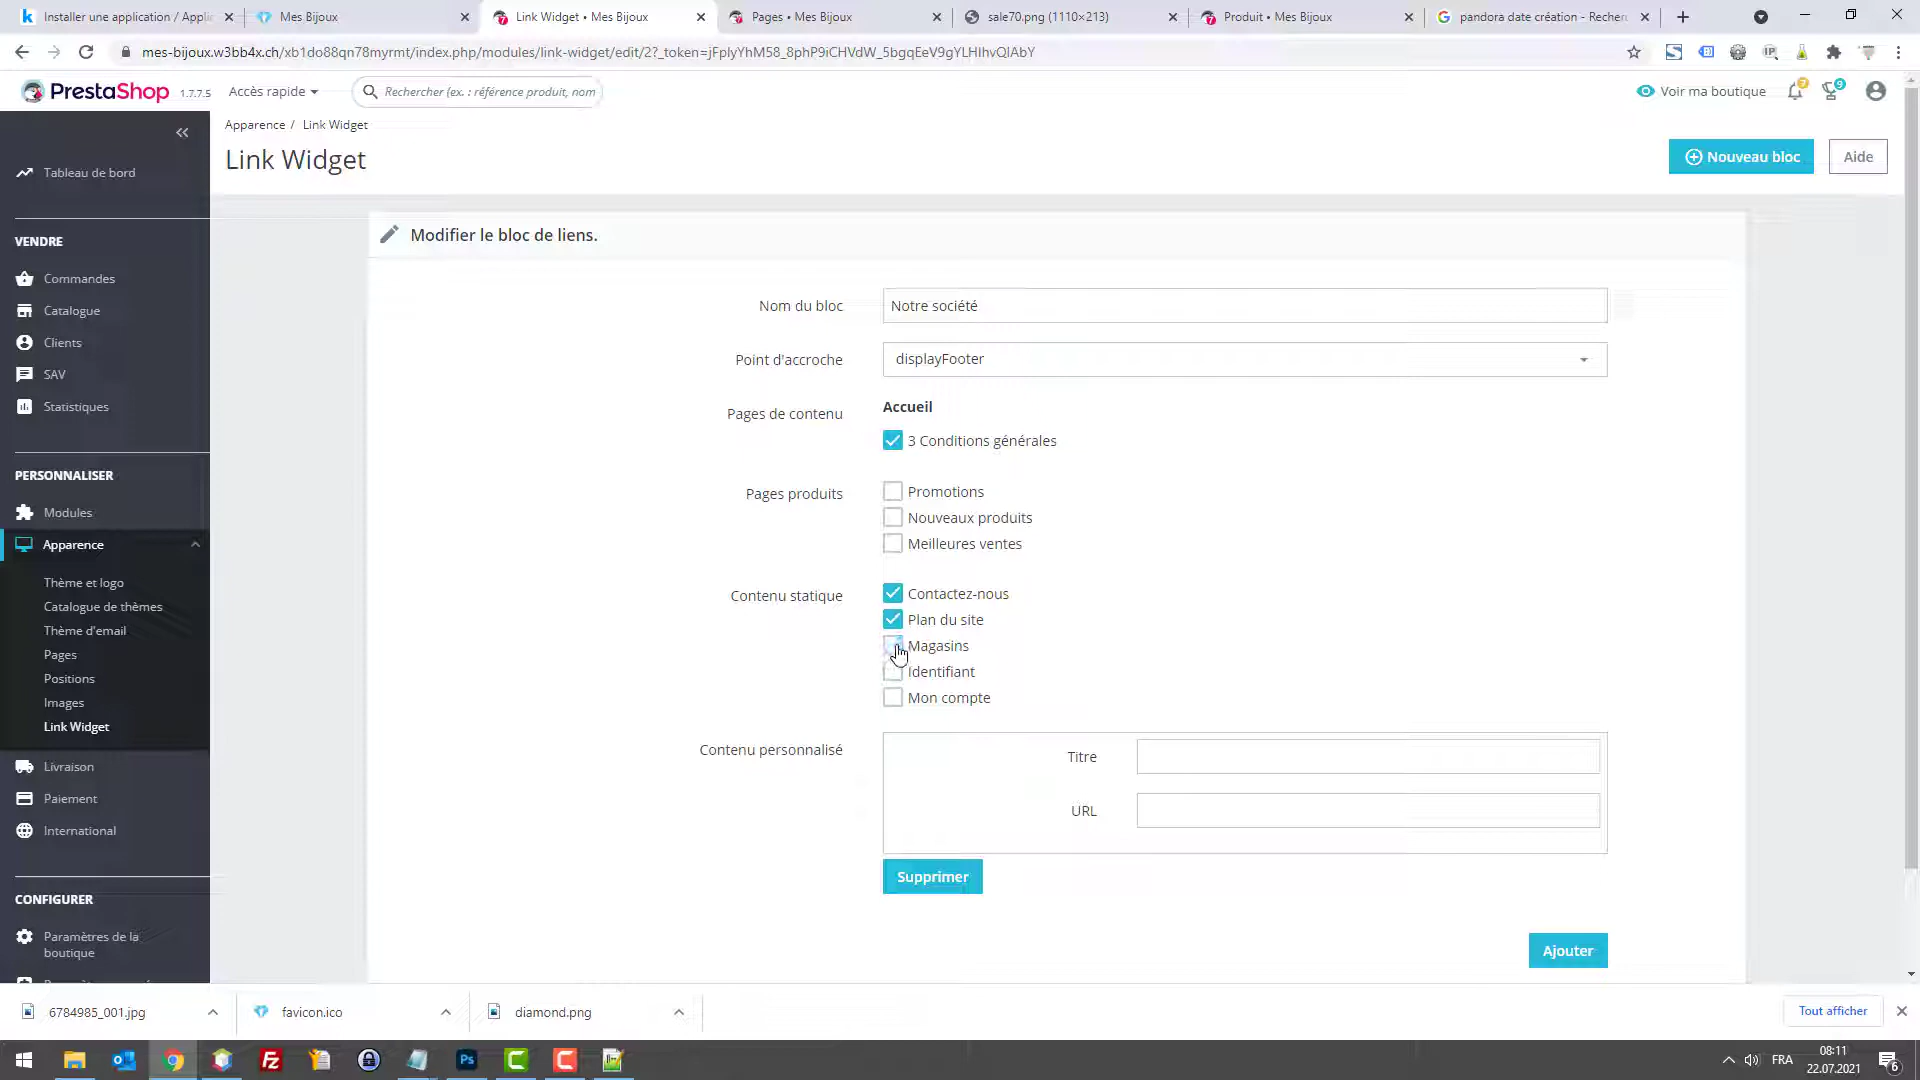 Installer une application / Appli
Mes Bijoux
Link Widget • Mes Bijoux
Pages • Mes Bijoux
sale70.png (1110×213)
Produit • Mes Bijoux
pandora date création - Recher
mes-bijoux.w3bb4x.ch/xb1do88qn78myrmt/index.php/modules/link-widget/edit/2?_token=jFplyYhM58_8phP9iCHVdW_5bgqEeV9gYLHIhvQlAbY
PrestaShop 1.7.7.5
Accès rapide
Rechercher (ex. : référence produit, nom
Voir ma boutique
7
9
Apparence / Link Widget
Link Widget
Nouveau bloc
Aide
Tableau de bord
VENDRE
Commandes
Catalogue
Clients
SAV
Statistiques
PERSONNALISER
Modules
Apparence
Thème et logo
Catalogue de thèmes
Thème d'email
Pages
Positions
Images
Link Widget
Livraison
Paiement
International
CONFIGURER
Paramètres de la
boutique
Modifier le bloc de liens.
Nom du bloc
Notre société
Point d'accroche
displayFooter
Pages de contenu
Accueil
3 Conditions générales
Pages produits
Promotions
Nouveaux produits
Meilleures ventes
Contenu statique
Contactez-nous
Plan du site
Magasins
Identifiant
Mon compte
Contenu personnalisé
Titre
URL
Supprimer
Ajouter
6784985_001.jpg
favicon.ico
diamond.png
Tout afficher
FRA
08:11
22.07.2021
6